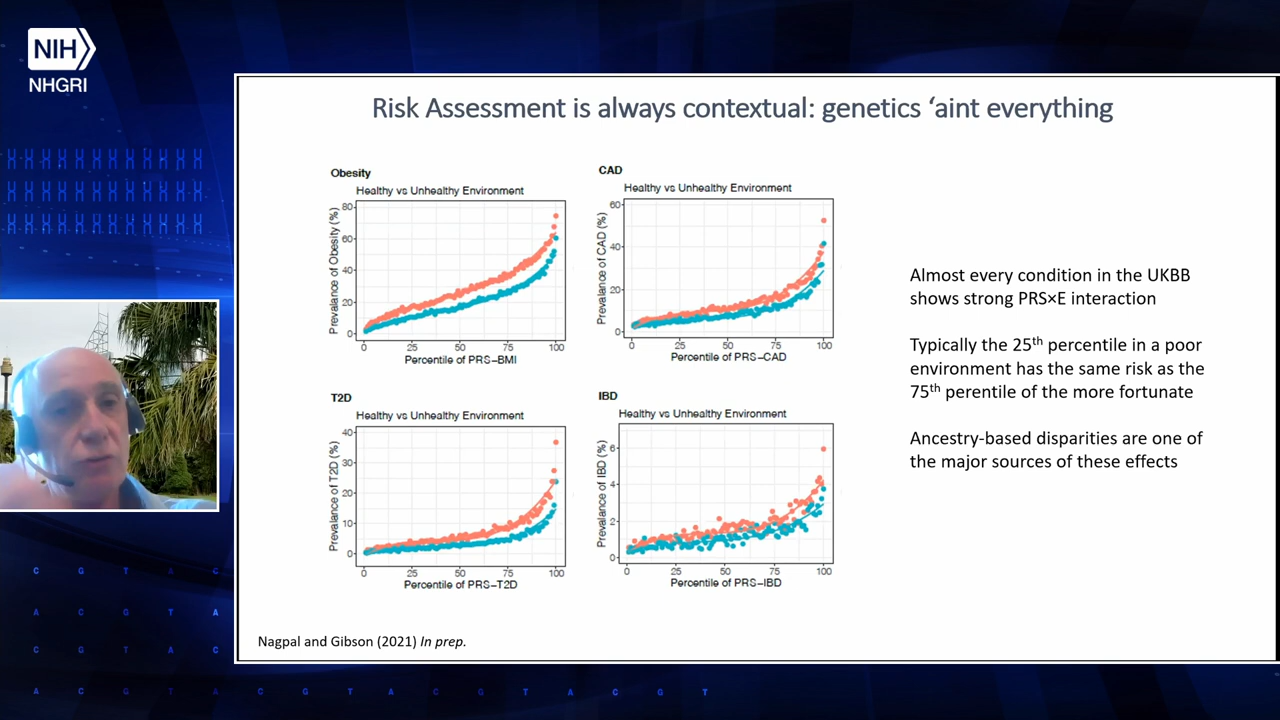 NIH
NHGRI
Risk Assessment is always contextual: genetics ‘aint everything
Obesity
Healthy vs Unhealthy Environment
Prevalance of Obesity (%)
80
60
40
20
0
0 25 50 75 100
Percentile of PRS−BMI
CAD
Healthy vs Unhealthy Environment
Prevalance of CAD (%)
60
40
20
0
0 25 50 75 100
Percentile of PRS−CAD
T2D
Healthy vs Unhealthy Environment
Prevalance of T2D (%)
40
30
20
10
0
0 25 50 75 100
Percentile of PRS−T2D
IBD
Healthy vs Unhealthy Environment
Prevalance of IBD (%)
6
4
2
0
0 25 50 75 100
Percentile of PRS−IBD
Almost every condition in the UKBB
shows strong PRS×E interaction
Typically the 25th percentile in a poor
environment has the same risk as the
75th perentile of the more fortunate
Ancestry-based disparities are one of
the major sources of these effects
Nagpal and Gibson (2021) In prep.
C G T A C
A C G T A
C G T A C
A C G T A C G T A C G T A C G T